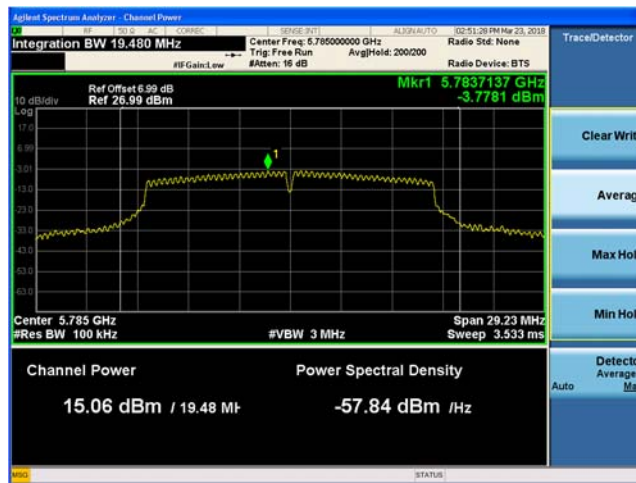 Agilent Spectrum Analyzer - Channel Power
RF 50 Ω AC CORREC SENSE:INT ALIGNAUTO 02:51:28 PM Mar 23, 2018
Integration BW 19.480 MHz Center Freq: 5.785000000 GHz Radio Std: None
Trig: Free Run Avg|Held: 200/200
#IFGain:Low #Atten: 16 dB Radio Device: BTS
Trace/Detector
Mkr1 5.7837137 GHz
-3.7781 dBm
Ref Offset 6.99 dB
10 dB/div Ref 26.99 dBm
Log
17.0
6.99
-3.01
-13.0
-23.0
-33.0
-43.0
-53.0
-63.0
1
Center 5.785 GHz Span 29.23 MHz
#Res BW 100 kHz #VBW 3 MHz Sweep 3.533 ms
Channel Power Power Spectral Density
15.06 dBm / 19.48 MH -57.84 dBm /Hz
Clear Writ
Averag
Max Hol
Min Hol
Detecto
Average
Auto Ma
MSG STATUS